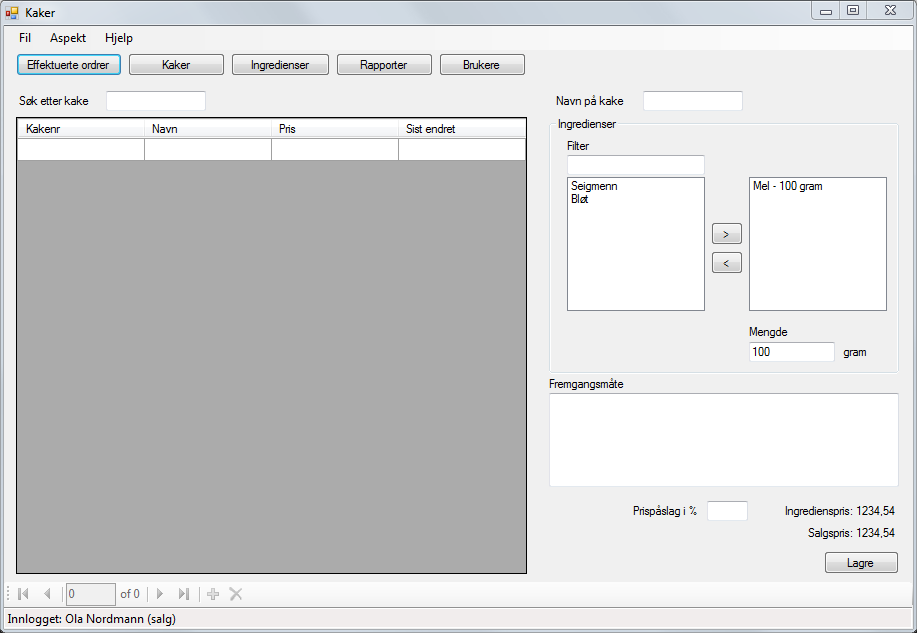 Kaker
Fil Aspekt Hjelp
Effektuerte ordrer Kaker Ingredienser Rapporter Brukere
Søk etter kake
Kakenr Navn Pris Sist endret
Navn på kake
Ingredienser
Filter
Seigmenn
Bløt
>
<
Mel - 100 gram
Mengde
100 gram
Fremgangsmåte
Prispåslag i % Ingredienspris: 1234,54
Salgspris: 1234,54
Lagre
0 of 0
Innlogget: Ola Nordmann (salg)